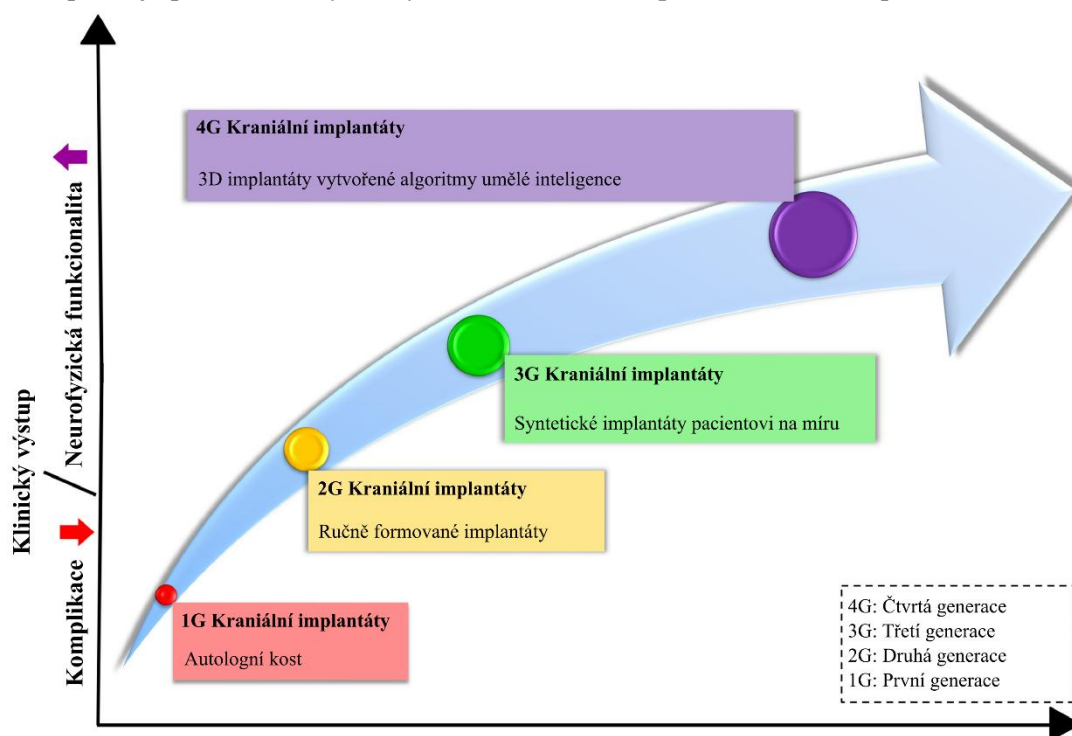 4G Kraniální implantáty
3D implantáty vytvořené algoritmy umělé inteligence
3G Kraniální implantáty
Syntetické implantáty pacientovi na míru
2G Kraniální implantáty
Ručně formované implantáty
1G Kraniální implantáty
Autologní kost
Klinický výstup
/
Neurofyzická funkcionalita
Komplikace
4G: Čtvrtá generace
3G: Třetí generace
2G: Druhá generace
1G: První generace